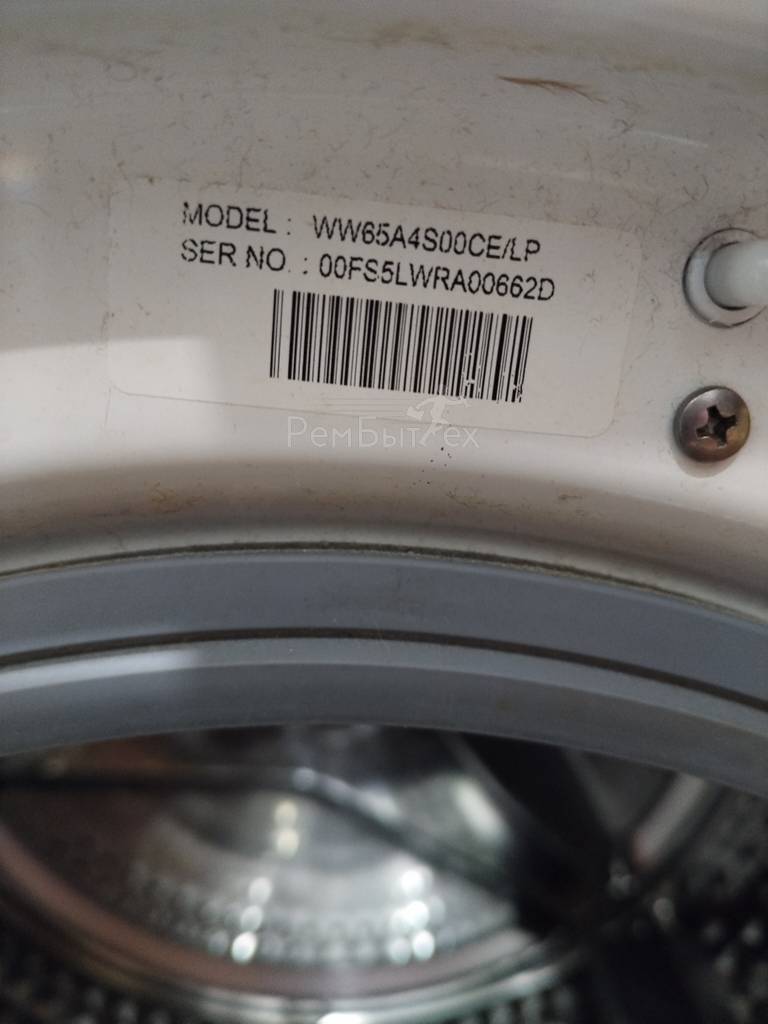 MODEL : WW65A4S00CE/LP
SER NO. : 00FS5LWRA00662D
РемБытТех